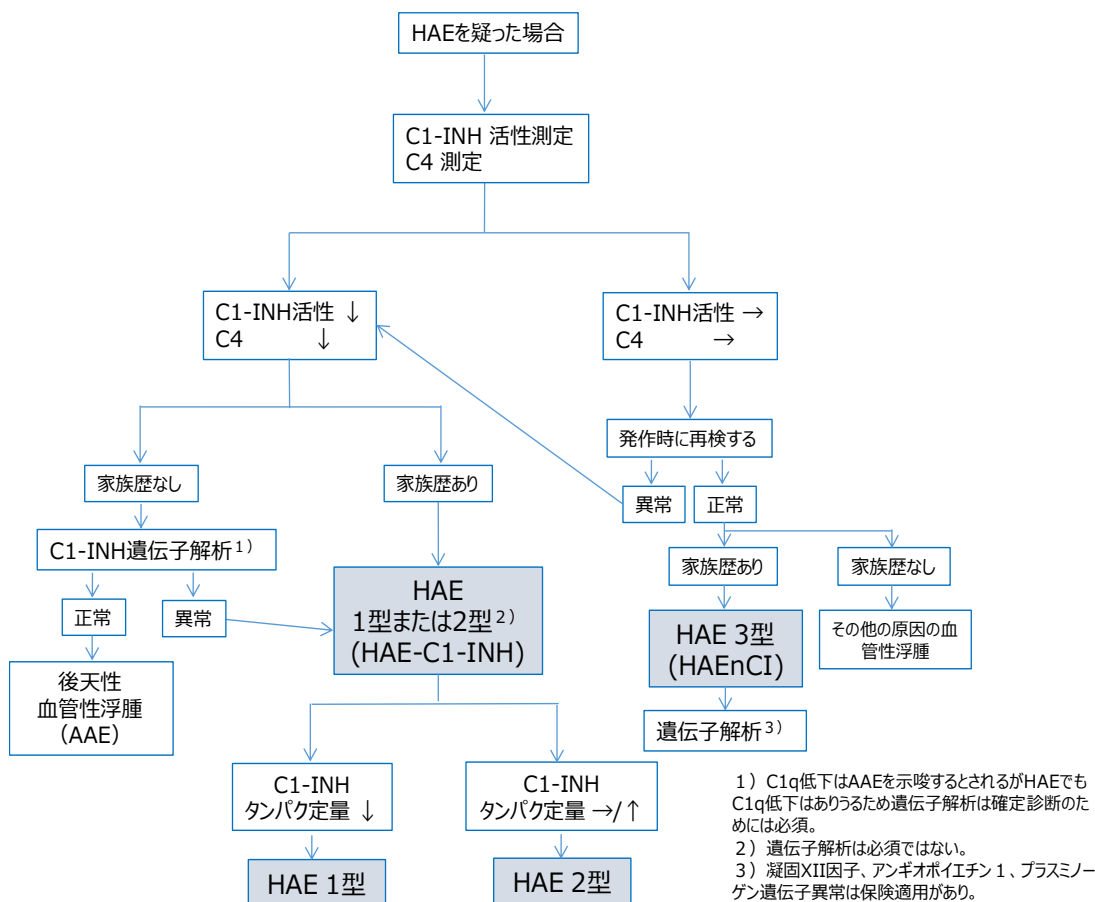 HAEを疑った場合
C1-INH 活性測定
C4 測定
C1-INH活性 ↓
C4 ↓
C1-INH活性 →
C4 →
発作時に再検する
家族歴なし
家族歴あり
異常
正常
C1-INH遺伝子解析1)
家族歴あり
家族歴なし
正常
異常
HAE
1型または2型2)
(HAE-C1-INH)
HAE 3型
(HAEnCI)
その他の原因の血
管性浮腫
後天性
血管性浮腫
(AAE)
遺伝子解析3)
C1-INH
タンパク定量 ↓
C1-INH
タンパク定量 →/↑
HAE 1型
HAE 2型
1）C1q低下はAAEを示唆するとされるがHAEでも
C1q低下はありうるため遺伝子解析は確定診断のた
めには必須。
2）遺伝子解析は必須ではない。
3）凝固XII因子、アンギオポイエチン1、プラスミノー
ゲン遺伝子異常は保険適用があり。